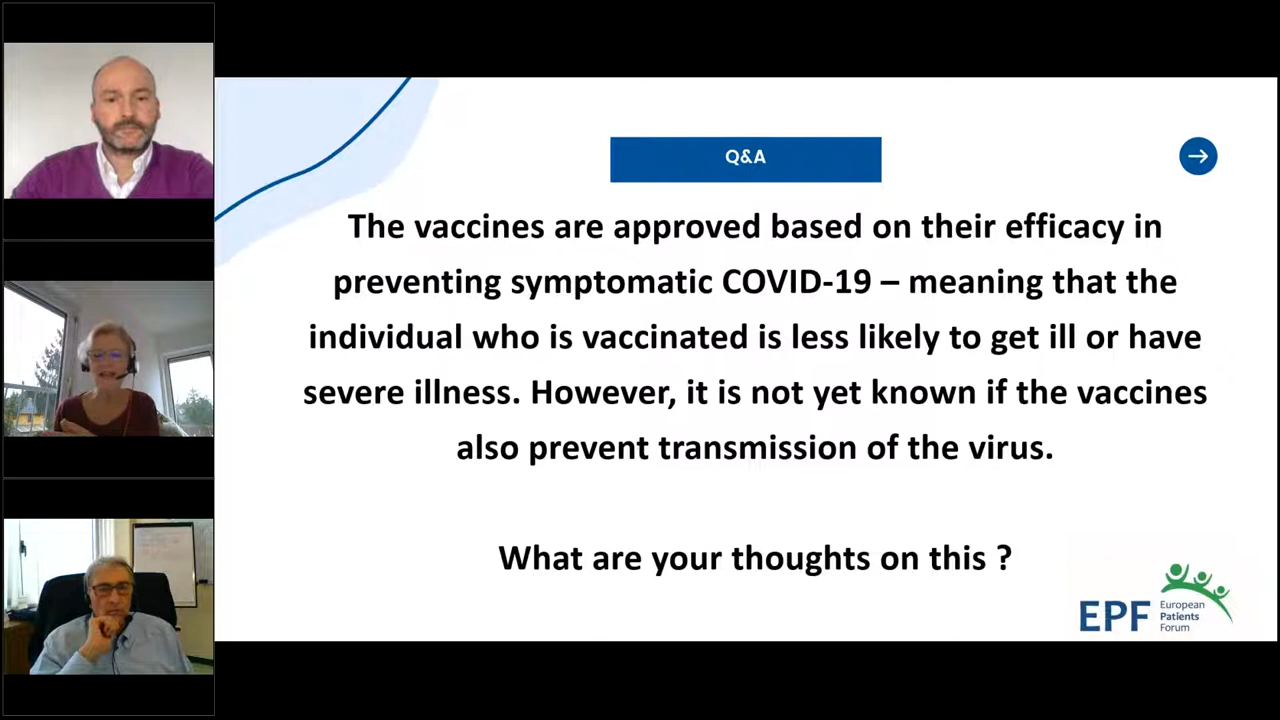 Q&A
The vaccines are approved based on their efficacy in
preventing symptomatic COVID-19 – meaning that the
individual who is vaccinated is less likely to get ill or have
severe illness. However, it is not yet known if the vaccines
also prevent transmission of the virus.
What are your thoughts on this ?
EPF
European
Patients
Forum